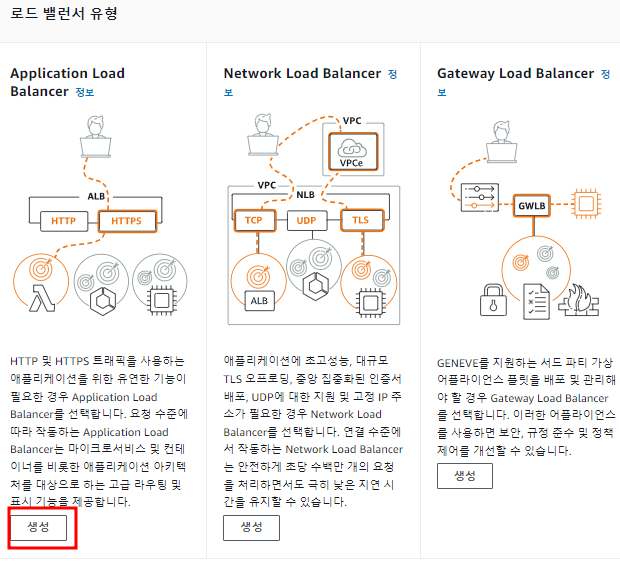 로드 밸런서 유형
Application Load
Balancer 정보
ALB
HTTP
HTTPS
HTTP 및 HTTPS 트래픽을 사용하는
애플리케이션을 위한 유연한 기능이
필요한 경우 Application Load
Balancer를 선택합니다. 요청 수준에
따라 작동하는 Application Load
Balancer는 마이크로서비스 및 컨테
이너를 비롯한 애플리케이션 아키텍
처를 대상으로 하는 고급 라우팅 및
표시 기능을 제공합니다.
생성
Network Load Balancer 정
보
VPC
VPCe
VPC
NLB
TCP
UDP
TLS
ALB
애플리케이션에 초고성능, 대규모
TLS 오프로딩, 중앙 집중화된 인증서
배포, UDP에 대한 지원 및 고정 IP 주
소가 필요한 경우 Network Load
Balancer를 선택합니다. 연결 수준에
서 작동하는 Network Load Balancer
는 안전하게 초당 수백만 개의 요청
을 처리하면서도 극히 낮은 지연 시
간을 유지할 수 있습니다.
생성
Gateway Load Balancer 정
보
GWLB
GENEVE를 지원하는 서드 파티 가상
어플라이언스 플릿을 배포 및 관리해
야 할 경우 Gateway Load Balancer
를 선택합니다. 이러한 어플라이언스
를 사용하면 보안, 규정 준수 및 정책
제어를 개선할 수 있습니다.
생성